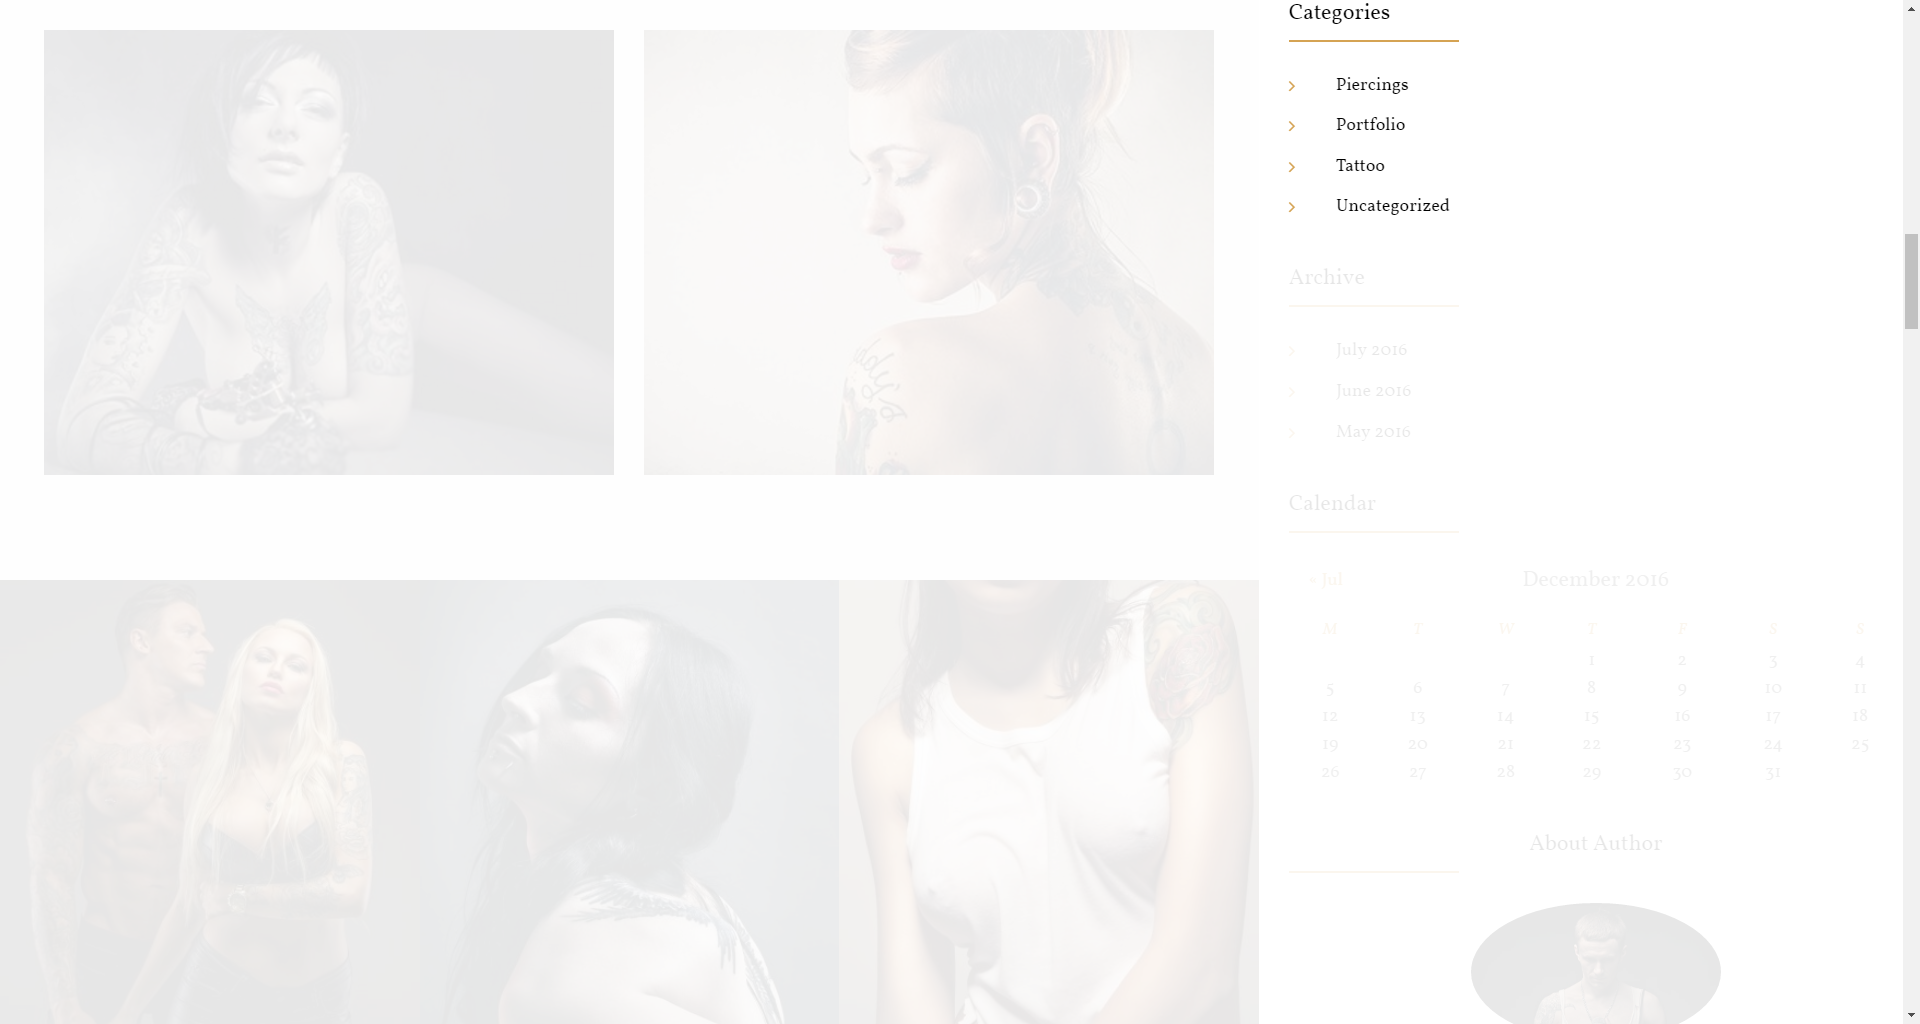 Categories
Piercings
Portfolio
Tattoo
Uncategorized
Archive
July 2016
June 2016
May 2016
Calendar
« Jul
December 2016
M T W T F S S
1 2 3 4
5 6 7 8 9 10 11
12 13 14 15 16 17 18
19 20 21 22 23 24 25
26 27 28 29 30 31
About Author